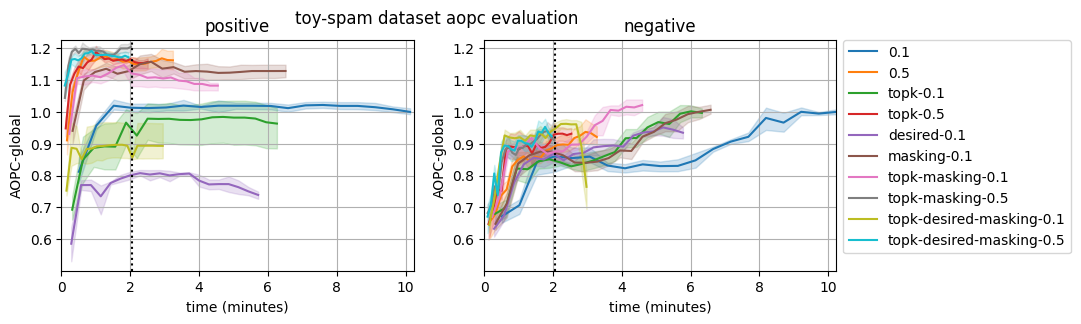 toy-spam dataset aopc evaluation
positive
negative
AOPC-global
1.2
1.1
1.0
0.9
0.8
0.7
0.6
0
2
4
6
8
10
time (minutes)
AOPC-global
1.2
1.1
1.0
0.9
0.8
0.7
0.6
0
2
4
6
8
10
time (minutes)
0.1
0.5
topk-0.1
topk-0.5
desired-0.1
masking-0.1
topk-masking-0.1
topk-masking-0.5
topk-desired-masking-0.1
topk-desired-masking-0.5